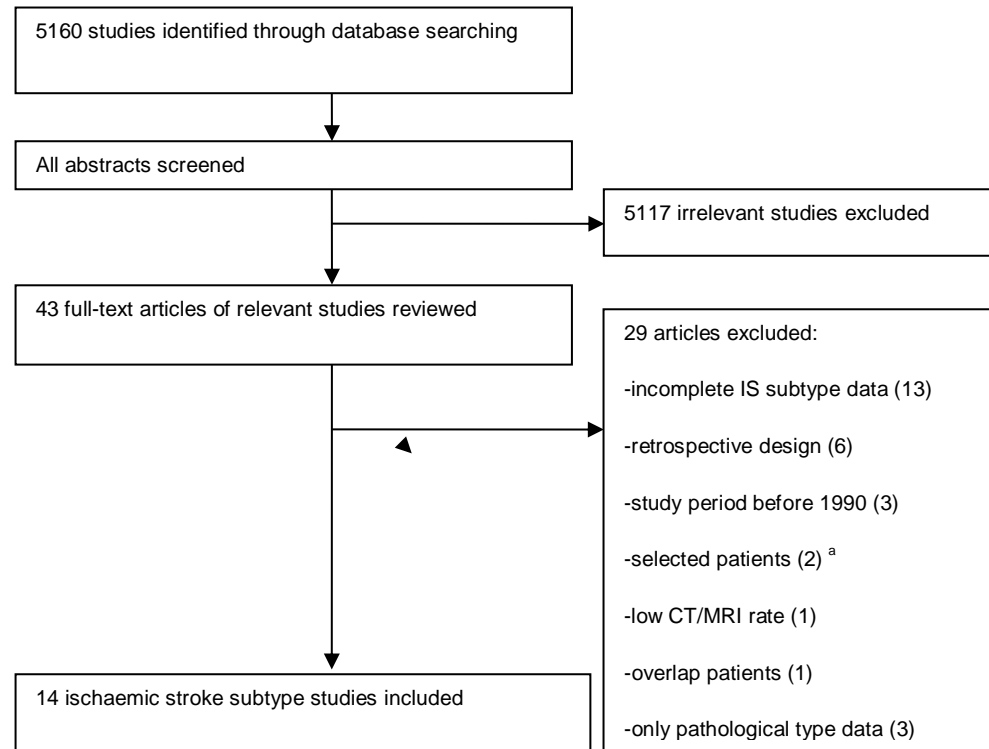 5160 studies identified through database searching
All abstracts screened
5117 irrelevant studies excluded
43 full-text articles of relevant studies reviewed
29 articles excluded:
-incomplete IS subtype data (13)
-retrospective design (6)
-study period before 1990 (3)
-selected patients (2) a
-low CT/MRI rate (1)
-overlap patients (1)
-only pathological type data (3)
14 ischaemic stroke subtype studies included